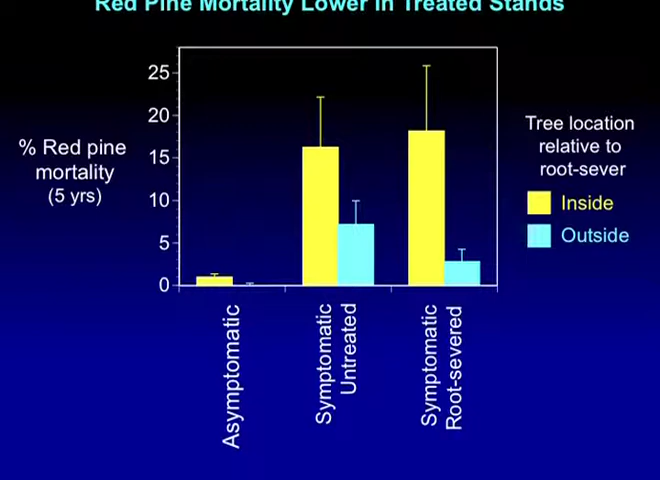 Red Pine Mortality Lower in Treated Stands
25
20
15
10
5
0
% Red pine
mortality
(5 yrs)
Tree location
relative to
root-sever
Inside
Outside
Asymptomatic
Symptomatic
Untreated
Symptomatic
Root-severed